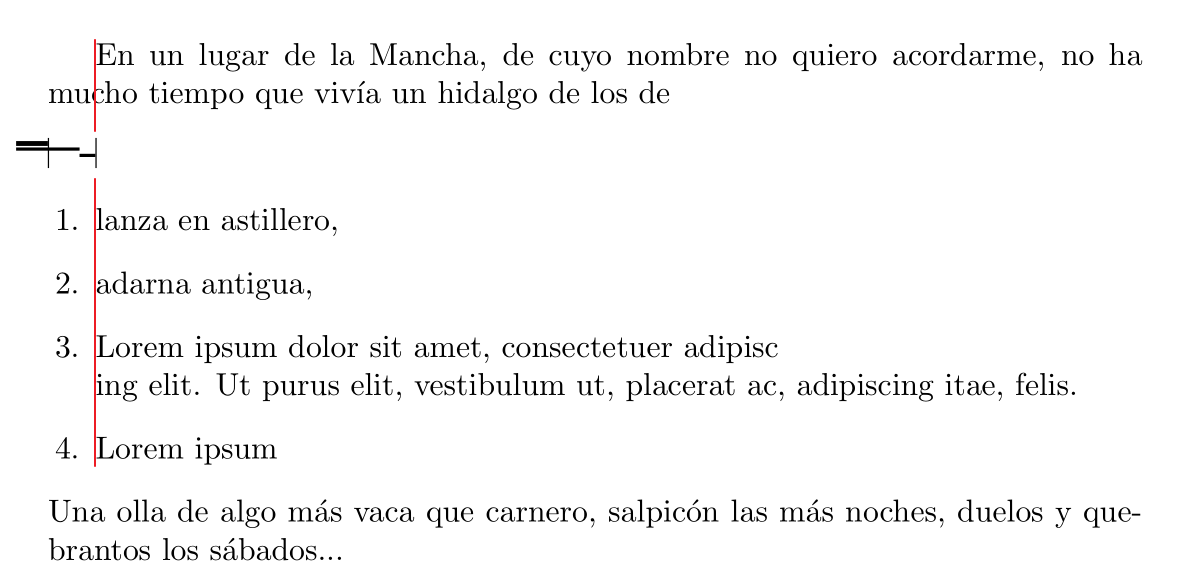 En un lugar de la Mancha, de cuyo nombre no quiero acordarme, no ha
mucho tiempo que vivía un hidalgo de los de
1. lanza en astillero,
2. adarna antigua,
3. Lorem ipsum dolor sit amet, consectetuer adipisc
ing elit. Ut purus elit, vestibulum ut, placerat ac, adipiscing itae, felis.
4. Lorem ipsum
Una olla de algo más vaca que carnero, salpicón las más noches, duelos y que-
brantos los sábados...